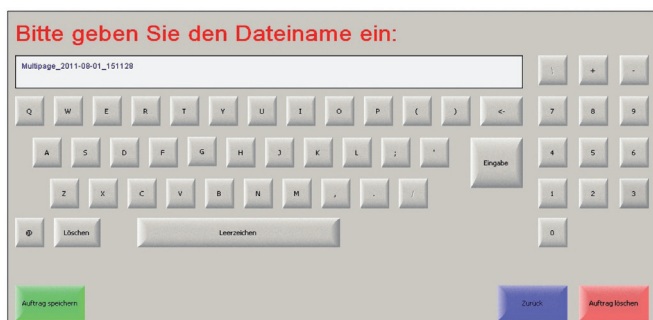 Bitte geben Sie den Dateiname ein:
Multipage_2011-08-01_151128
\ + -
Q W E R T Y U I O P ( ) <- 7 8 9
A S D F G H J K L ; ' Eingabe 4 5 6
Z X C V B N M , . / 1 2 3
@ Löschen Leerzeichen 0
Auftrag speichern Zurück Auftrag löschen